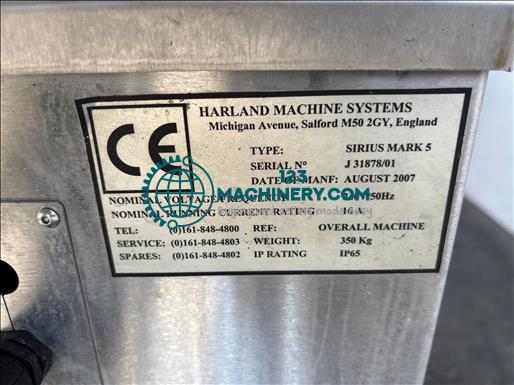 CE
HARLAND MACHINE SYSTEMS
Michigan Avenue, Salford M50 2GY, England
TYPE: SIRIUS MARK 5
SERIAL Nº J 31878/01
DATE OF MANF: AUGUST 2007
123
MACHINERY.COM
NOMINAL VOLTAGE/FREQUENCY 50Hz
NOMINAL RUNNING CURRENT RATING 16 A
made easy
TEL: (0)161-848-4800 REF: OVERALL MACHINE
SERVICE: (0)161-848-4803 WEIGHT: 350 Kg
SPARES: (0)161-848-4802 IP RATING IP65